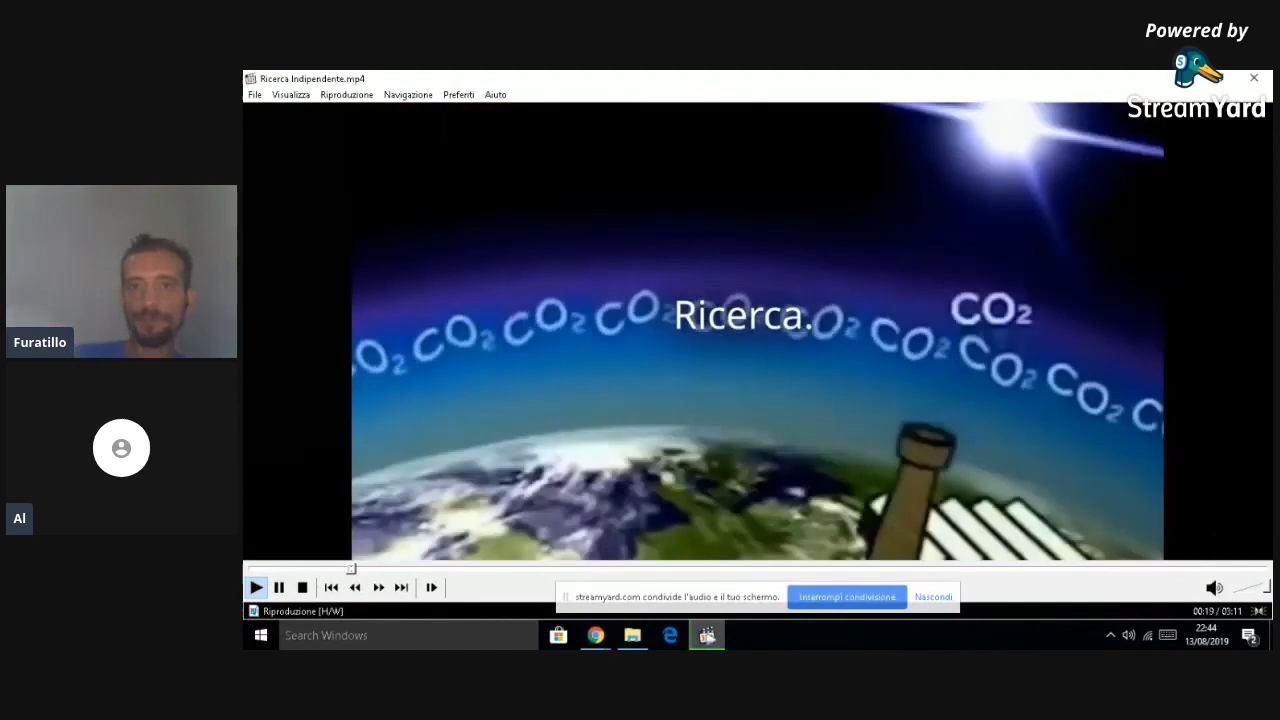 Powered by
StreamYard
Ricerca Indipendente.mp4
File Visualizza Riproduzione Navigazione Preferiti Aiuto
CO2
CO2 CO2 CO2 CO2 CO2 CO2 CO2 CO2 CO2
Ricerca.
Furatillo
Al
streamyard.com condivide l'audio e il tuo schermo.
Interrompi condivisione
Nascondi
Riproduzione [H/W]
00:19 / 03:11
Search Windows
22:44
13/08/2019
2